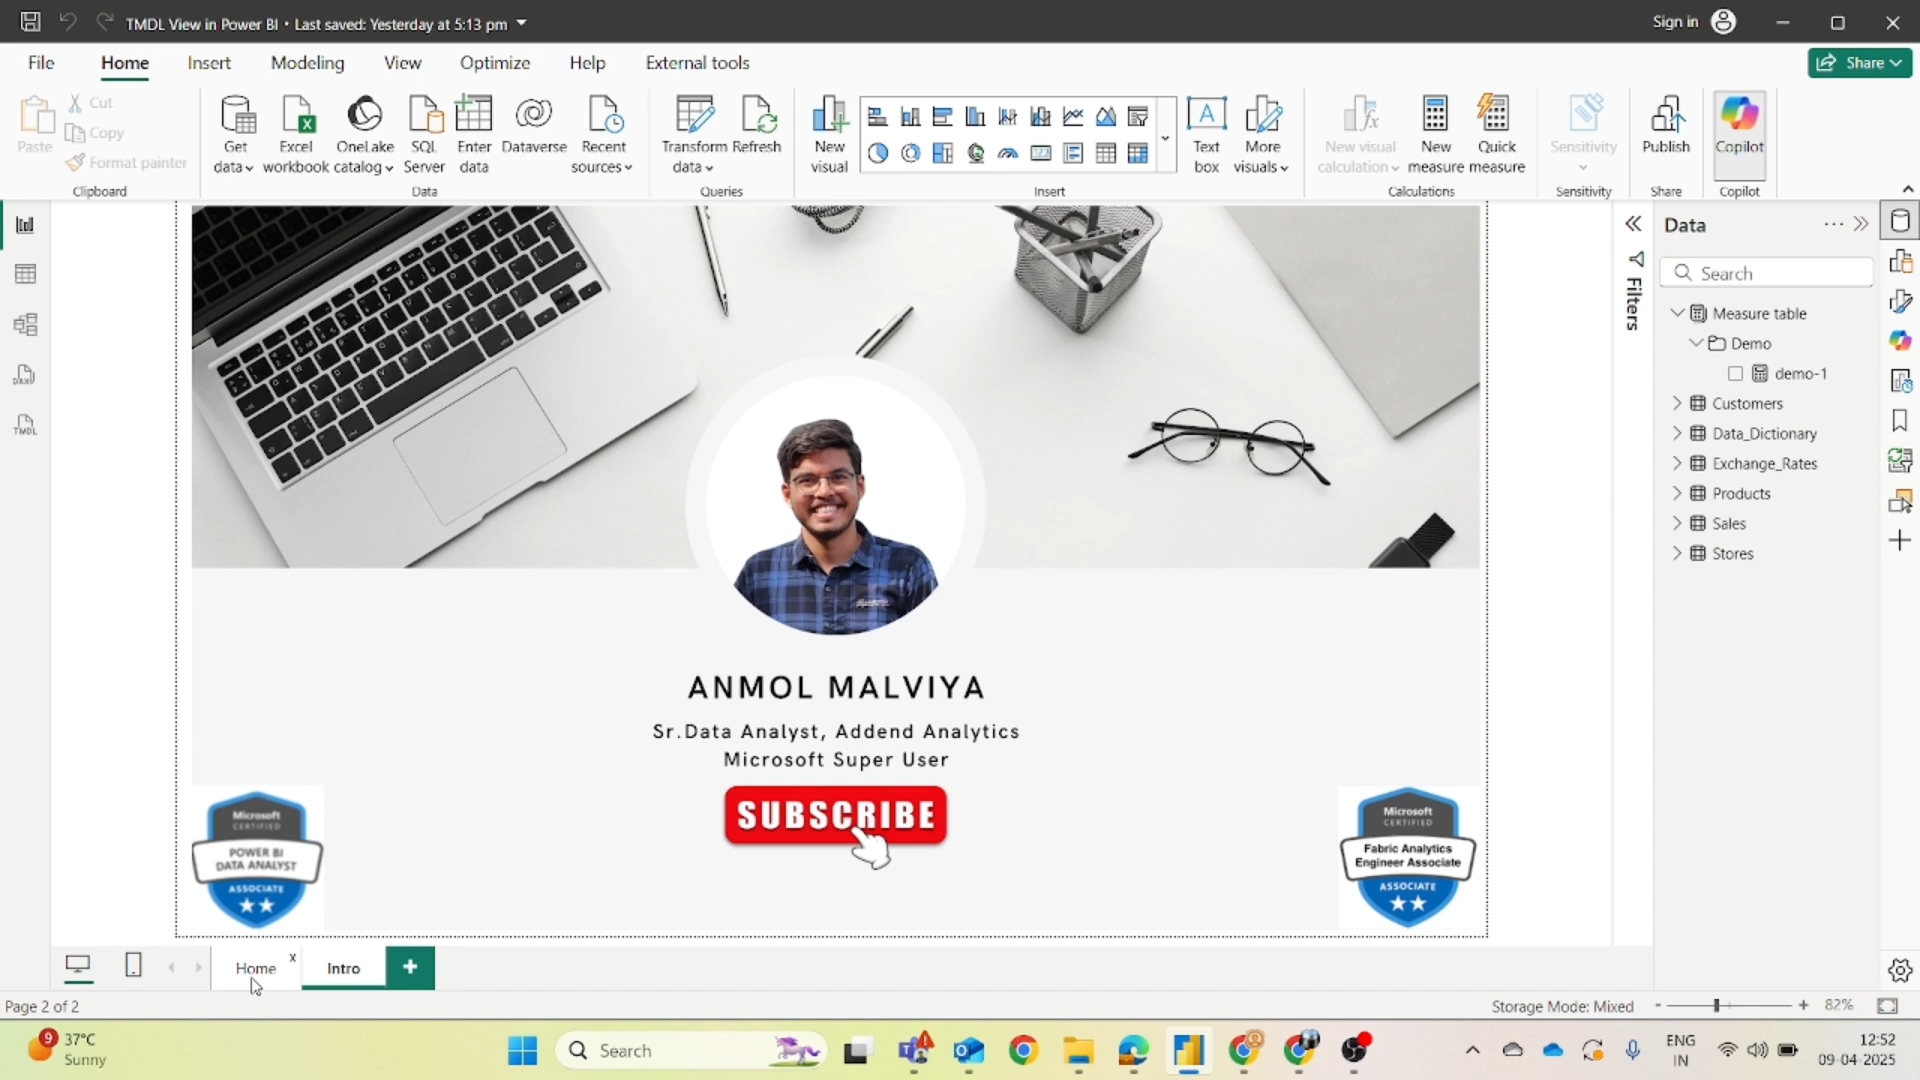 TMDL View in Power BI • Last saved: Yesterday at 5:13 pm
Sign in
File Home Insert Modeling View Optimize Help External tools
Share
Paste
Cut
Copy
Format painter
Clipboard
Get data
Excel workbook
OneLake catalog
SQL Server
Enter data
Dataverse
Recent sources
Data
Transform data
Refresh
Queries
New visual
Text box
More visuals
Insert
New visual calculation
New measure
Quick measure
Calculations
Sensitivity
Sensitivity
Publish
Share
Copilot
Copilot
TMDL
ANMOL MALVIYA
Sr.Data Analyst, Addend Analytics
Microsoft Super User
SUBSCRIBE
Microsoft
CERTIFIED
POWER BI
DATA ANALYST
ASSOCIATE
Microsoft
CERTIFIED
Fabric Analytics
Engineer Associate
ASSOCIATE
Filters
Data
Search
Measure table
Demo
demo-1
Customers
Data_Dictionary
Exchange_Rates
Products
Sales
Stores
Home x
Intro
+
Page 2 of 2
Storage Mode: Mixed
- + 82%
9
37°C
Sunny
Search
ENG
IN
12:52
09-04-2025